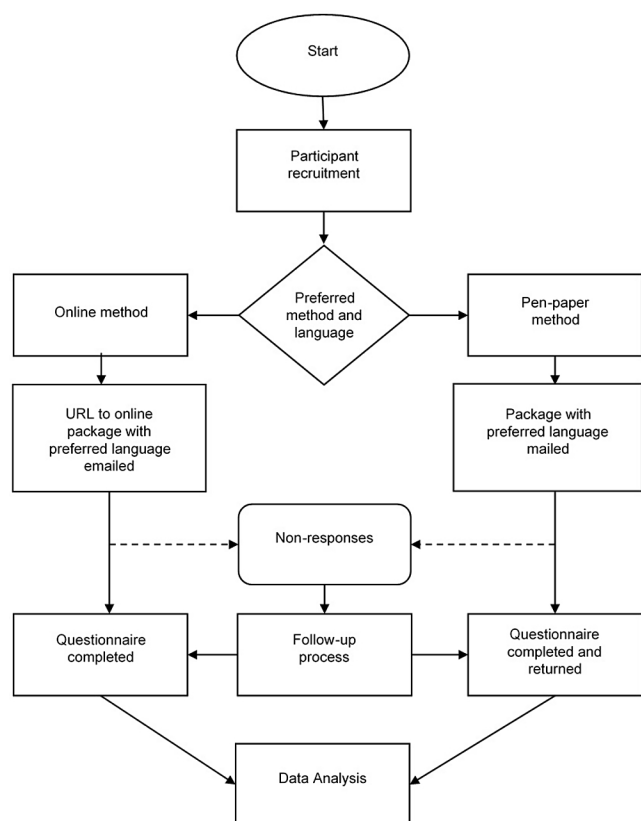 Start
Participant
recruitment
Preferred
method and
language
Online method
Pen-paper
method
URL to online
package with
preferred language
emailed
Package with
preferred language
mailed
Non-responses
Questionnaire
completed
Follow-up
process
Questionnaire
completed and
returned
Data Analysis